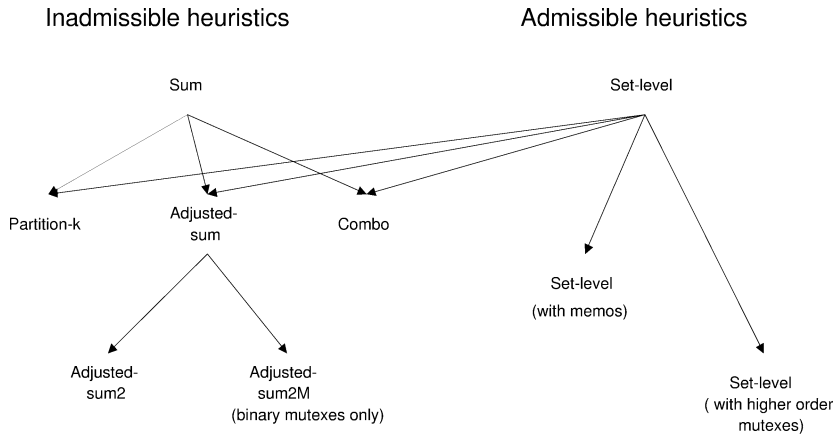 Inadmissible heuristics
Admissible heuristics
Sum
Set-level
Partition-k
Adjusted-
sum
Combo
Set-level
(with memos)
Adjusted-
sum2
Adjusted-
sum2M
(binary mutexes only)
Set-level
( with higher order
mutexes)